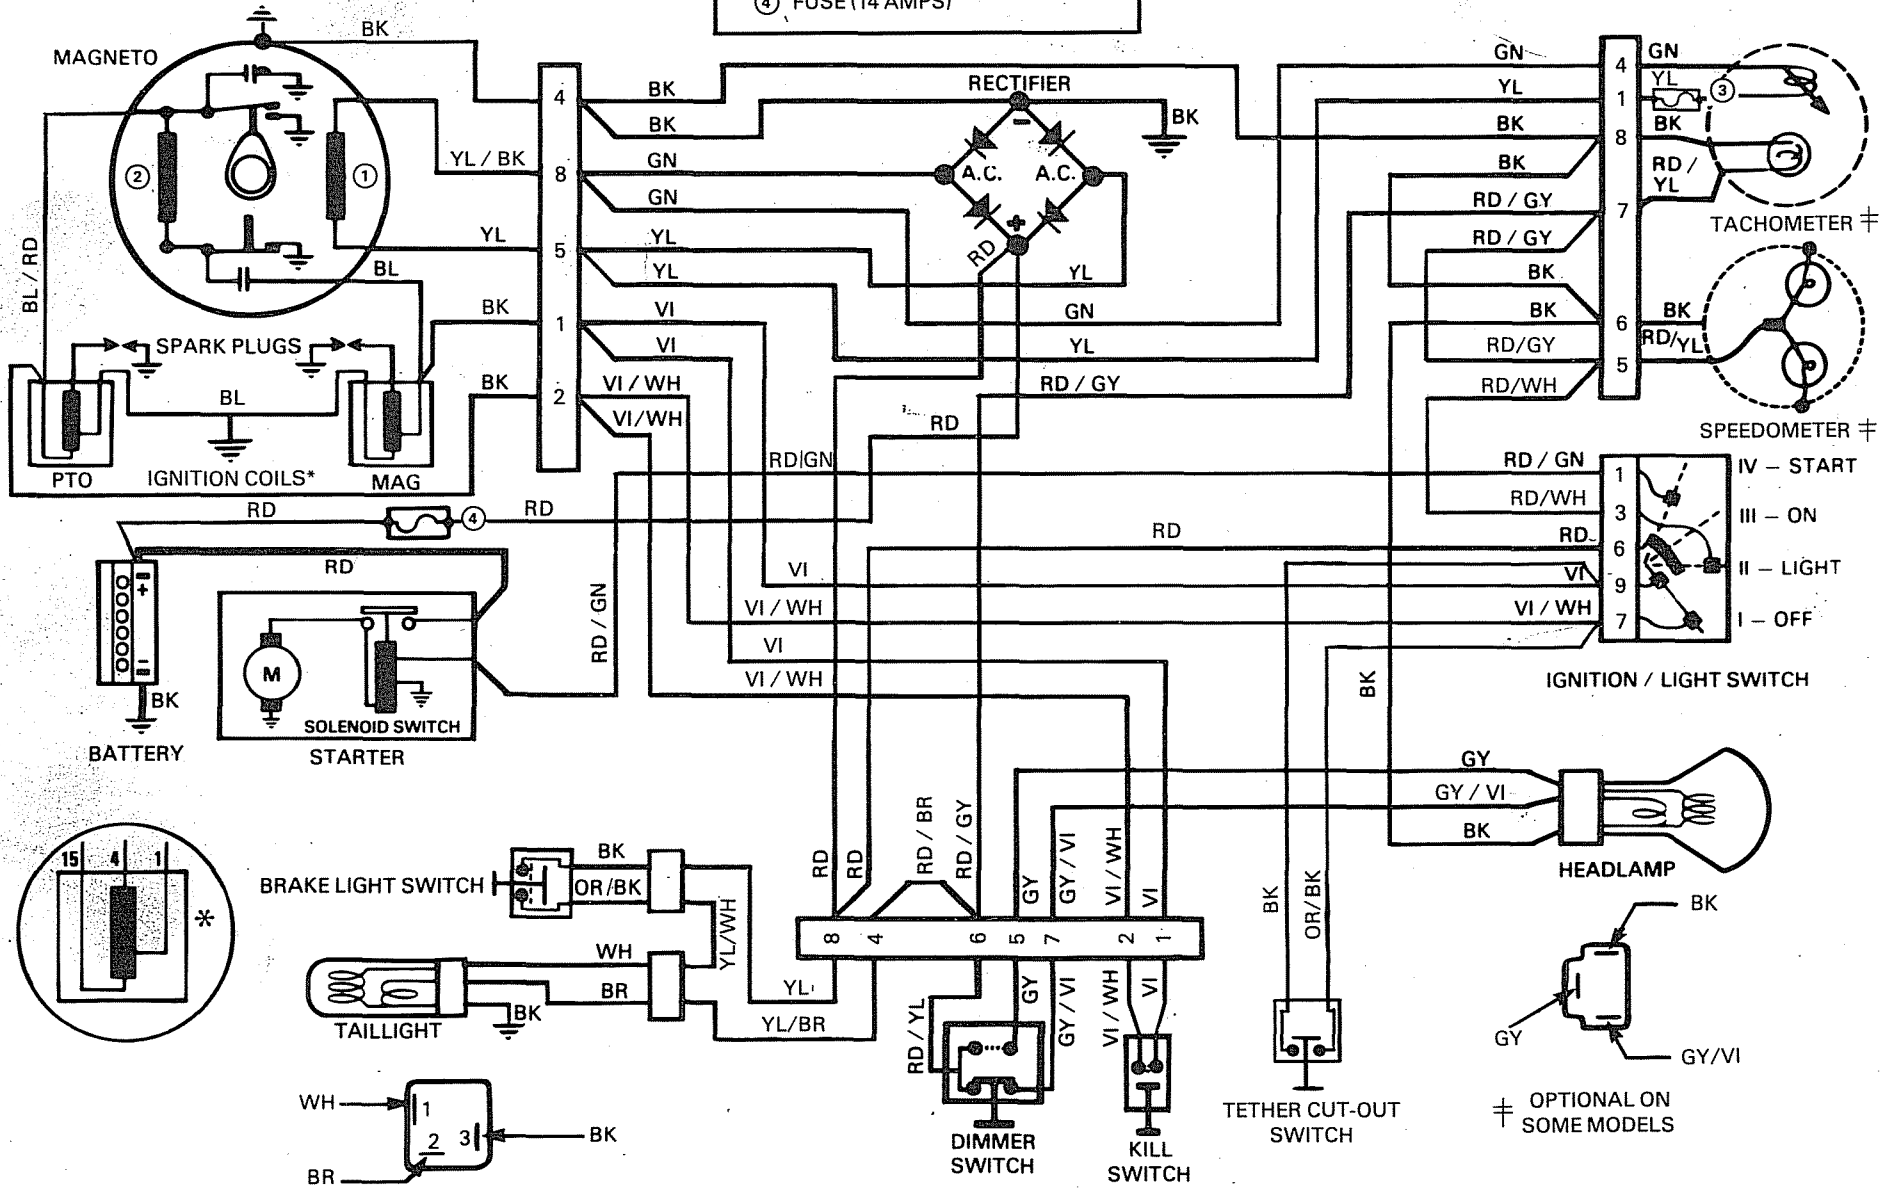 ④ FUSE (14 AMPS)
MAGNETO
BK
②
①
BL / RD
YL / BK
YL
BL
BK
BK
SPARK PLUGS
BL
PTO
IGNITION COILS*
MAG
4
8
5
1
2
BK
BK
GN
GN
YL
YL
VI
VI
VI / WH
VI/WH
RECTIFIER
−
A.C.
A.C.
+
RD
BK
YL
GN
YL
RD / GY
RD
RD/GN
GN
YL
BK
BK
RD / GY
RD / GY
BK
BK
RD/GY
RD/WH
4
1
8
7
6
5
GN
YL
③
BK
RD /
YL
TACHOMETER ‡
BK
RD/YL
SPEEDOMETER ‡
RD / GN
RD/WH
RD
RD
VI
VI / WH
1
3
6
9
7
IV – START
III – ON
II – LIGHT
I – OFF
IGNITION / LIGHT SWITCH
RD
④
RD
RD
+
−
BK
BATTERY
M
SOLENOID SWITCH
STARTER
RD / GN
VI
VI / WH
VI
VI / WH
BK
GY
GY / VI
BK
HEADLAMP
15
4
1
*
BRAKE LIGHT SWITCH
BK
OR/BK
YL/WH
WH
BR
BK
TAILLIGHT
YL
YL/BR
RD
RD
RD / BR
RD / GY
GY
GY / VI
VI / WH
VI
8
4
6
5
7
2
1
RD / YL
GY
GY / VI
VI / WH
VI
DIMMER
SWITCH
KILL
SWITCH
BK
OR/BK
TETHER CUT-OUT
SWITCH
BK
GY
GY/VI
‡ OPTIONAL ON
SOME MODELS
WH
1
2
3
BK
BR